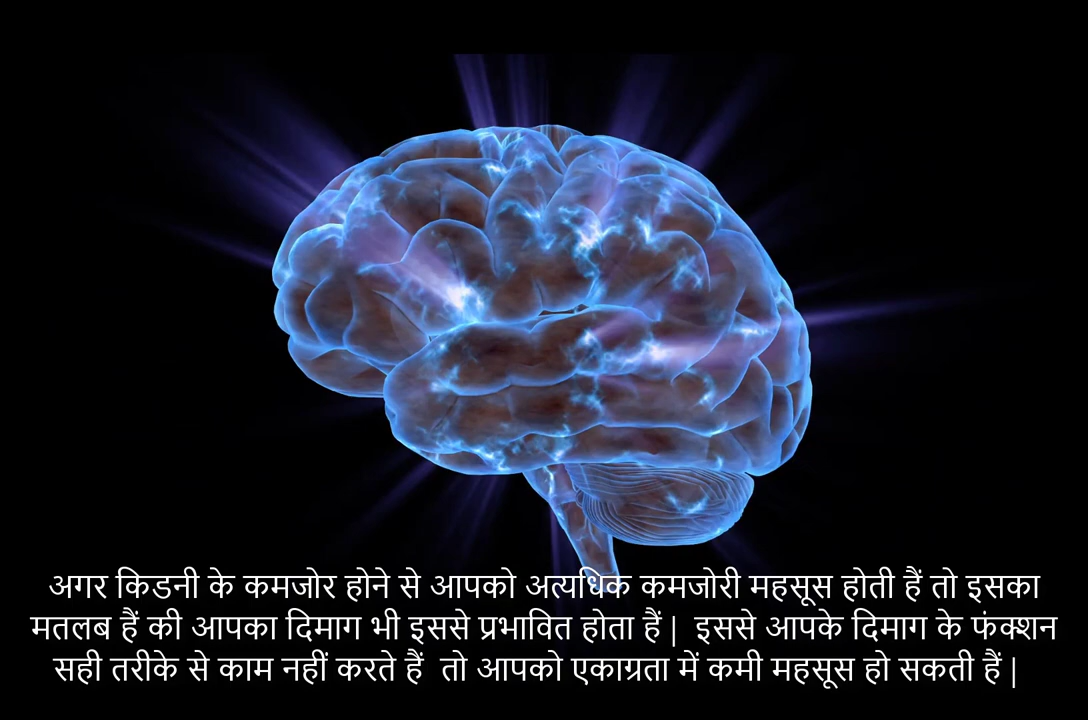 अगर किडनी के कमजोर होने से आपको अत्यधिक कमजोरी महसूस होती हैं तो इसका
मतलब हैं की आपका दिमाग भी इससे प्रभावित होता हैं | इससे आपके दिमाग के फंक्शन
सही तरीके से काम नहीं करते हैं तो आपको एकाग्रता में कमी महसूस हो सकती हैं |